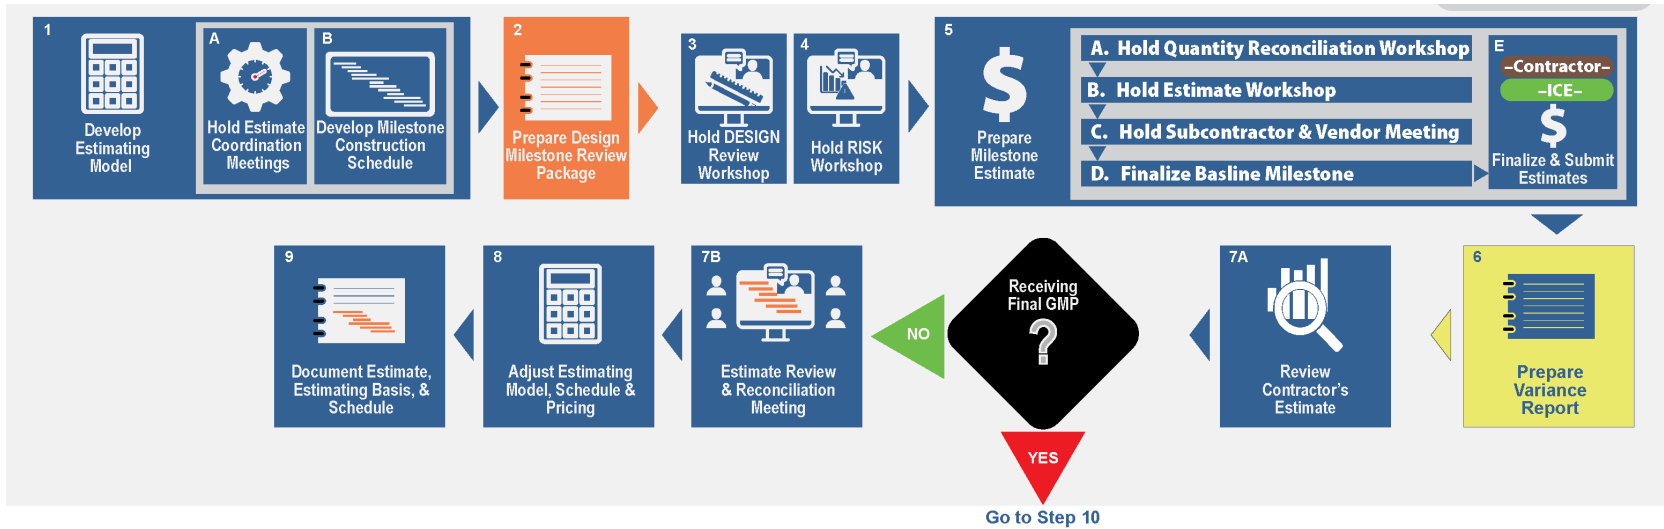 1
Develop
Estimating
Model
A
Hold Estimate
Coordination
Meetings
B
Develop Milestone
Construction
Schedule
2
Prepare Design
Milestone Review
Package
3
Hold DESIGN
Review
Workshop
4
Hold RISK
Workshop
5
Prepare
Milestone
Estimate
A. Hold Quantity Reconciliation Workshop
B. Hold Estimate Workshop
C. Hold Subcontractor & Vendor Meeting
D. Finalize Basline Milestone
E
–Contractor–
–ICE–
$
Finalize & Submit
Estimates
6
Prepare
Variance
Report
7A
Review
Contractor's
Estimate
Receiving
Final GMP
?
NO
YES
Go to Step 10
7B
Estimate Review
& Reconciliation
Meeting
8
Adjust Estimating
Model, Schedule &
Pricing
9
Document Estimate,
Estimating Basis, &
Schedule